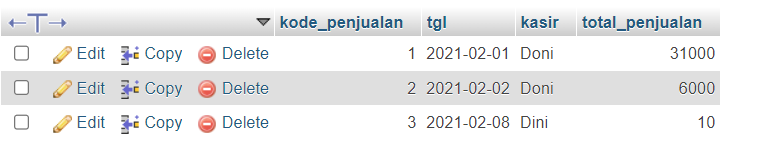 kode_penjualan tgl kasir total_penjualan
Edit Copy Delete 1 2021-02-01 Doni 31000
Edit Copy Delete 2 2021-02-02 Doni 6000
Edit Copy Delete 3 2021-02-08 Dini 10